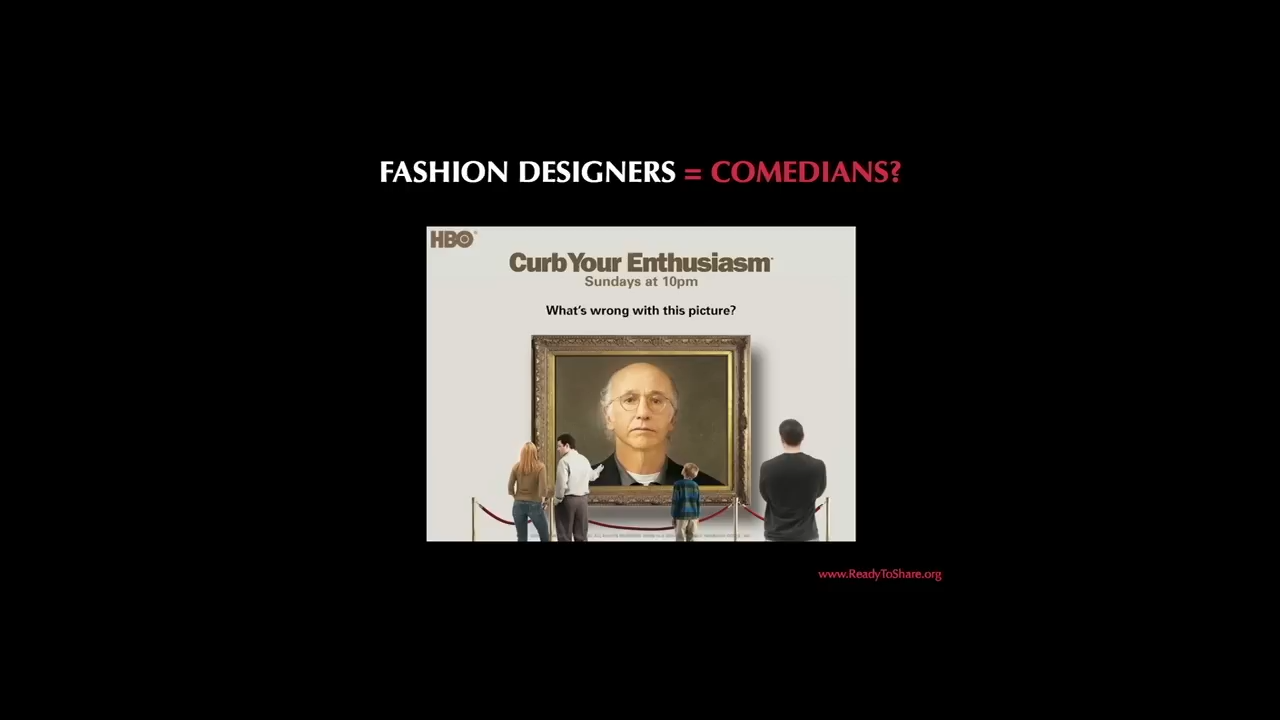 FASHION DESIGNERS = COMEDIANS?
HBO
Curb Your Enthusiasm
Sundays at 10pm
What's wrong with this picture?
www.ReadyToShare.org